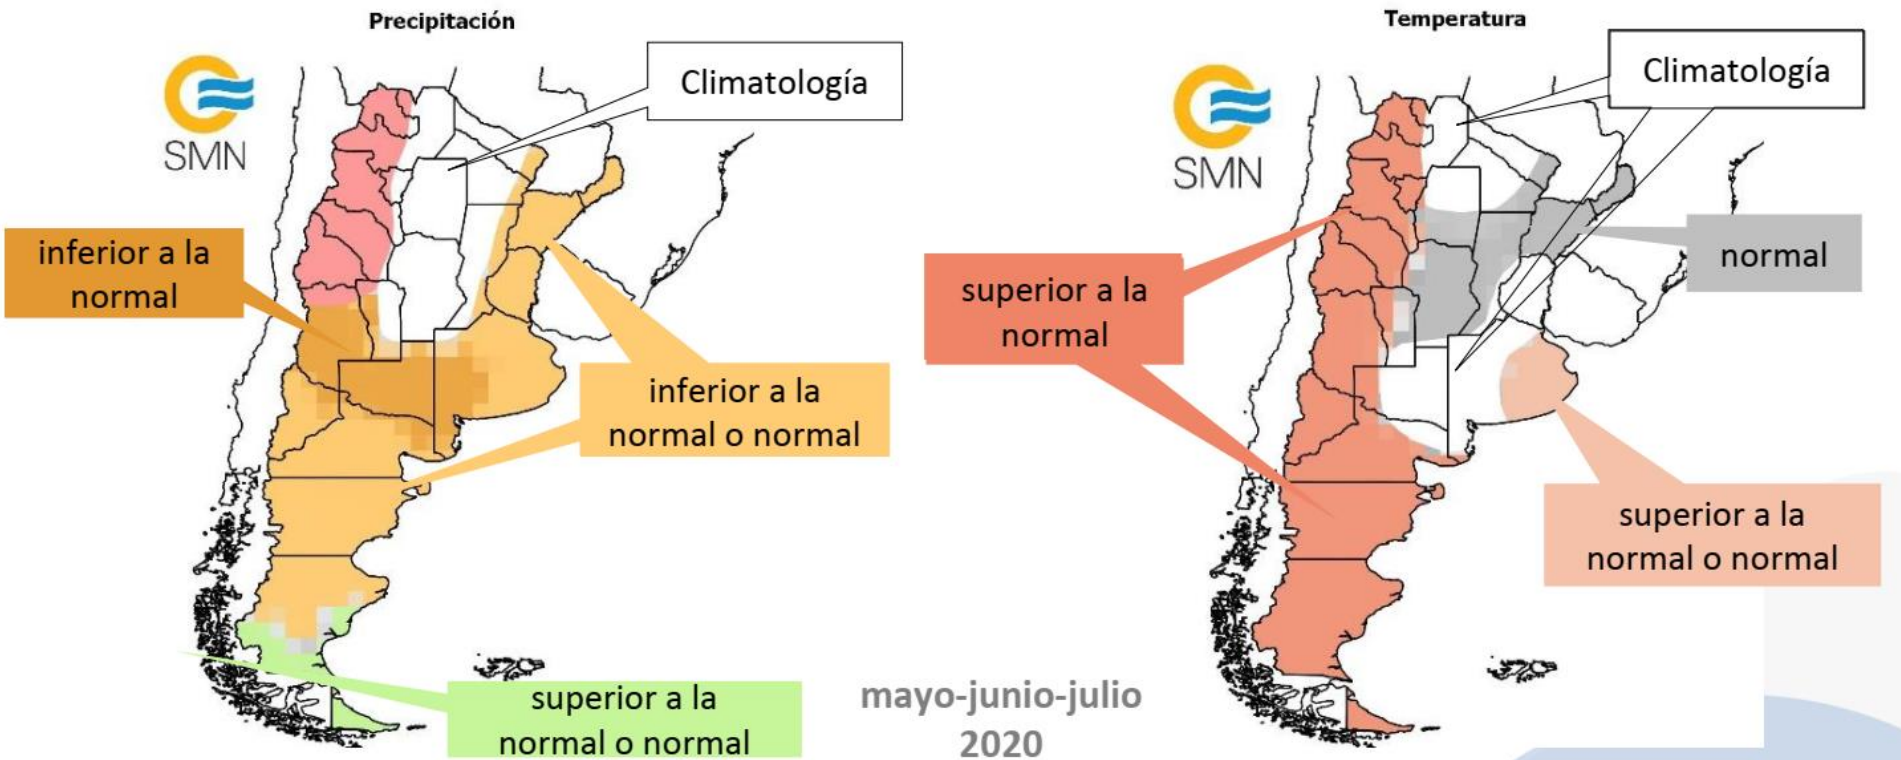 Precipitación
SMN
Climatología
inferior a la
normal
inferior a la
normal o normal
superior a la
normal o normal
mayo-junio-julio
2020
Temperatura
SMN
Climatología
normal
superior a la
normal
superior a la
normal o normal